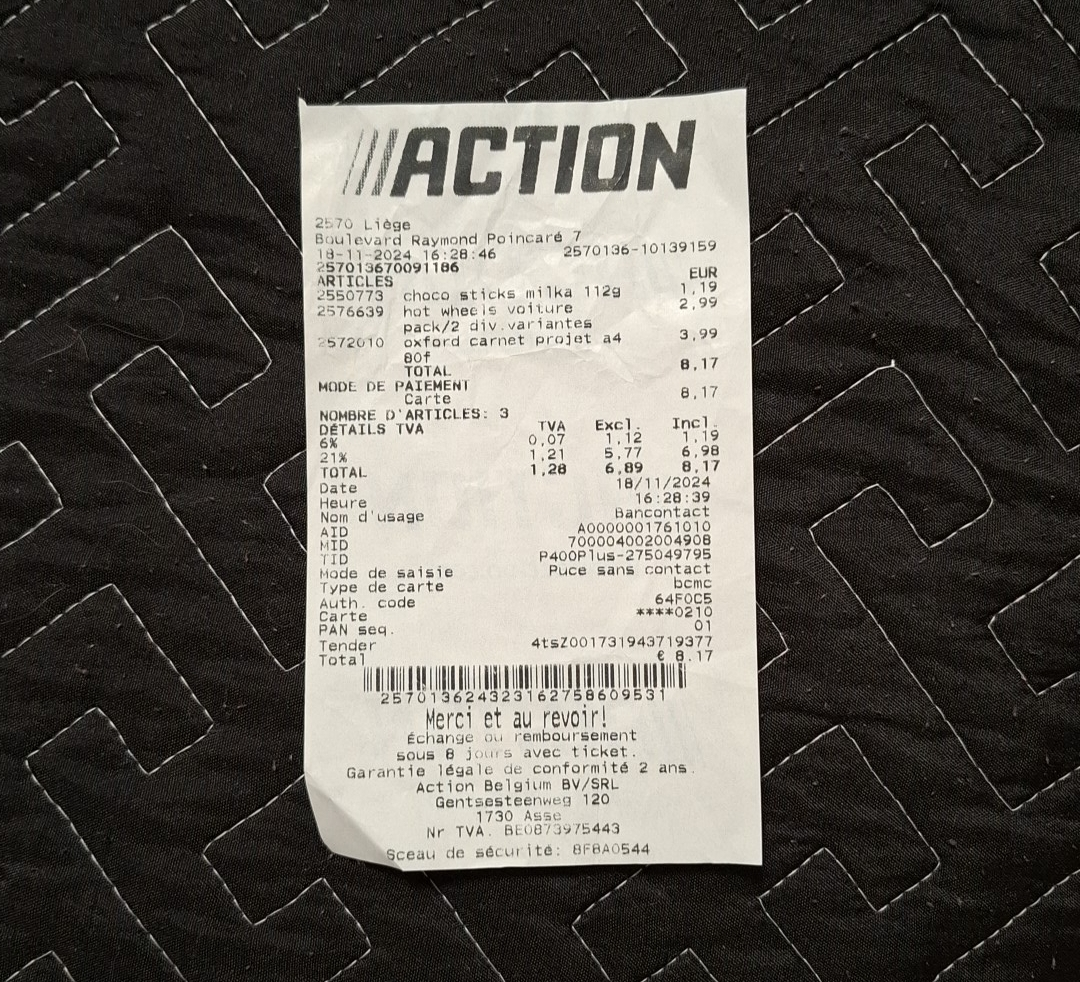 ACTION
2570 Liège
Boulevard Raymond Poincaré 7
18-11-2024 16:28:46 2570136-10139159
257013670091186
ARTICLES EUR
2550773 choco sticks milka 112g 1,19
2576639 hot wheels voiture 2,99
pack/2 div.variantes
2572010 oxford carnet projet a4 3,99
80f
TOTAL 8,17
MODE DE PAIEMENT
Carte 8,17
NOMBRE D'ARTICLES: 3
DÉTAILS TVA TVA Excl. Incl.
6% 0,07 1,12 1,19
21% 1,21 5,77 6,98
TOTAL 1,28 6,89 8,17
Date 18/11/2024
Heure 16:28:39
Nom d'usage Bancontact
AID A0000001761010
MID 700004002004908
TID P400Plus-275049795
Mode de saisie Puce sans contact
Type de carte bcmc
Auth. code 64F0C5
Carte ****0210
PAN seq. 01
Tender 4tsZ001731943719377
Total € 8.17
257013624323162758609531
Merci et au revoir!
Échange ou remboursement
sous 8 jours avec ticket.
Garantie légale de conformité 2 ans.
Action Belgium BV/SRL
Gentsesteenweg 120
1730 Asse
Nr TVA. BE0873975443
Sceau de sécurité: 8F8A0544